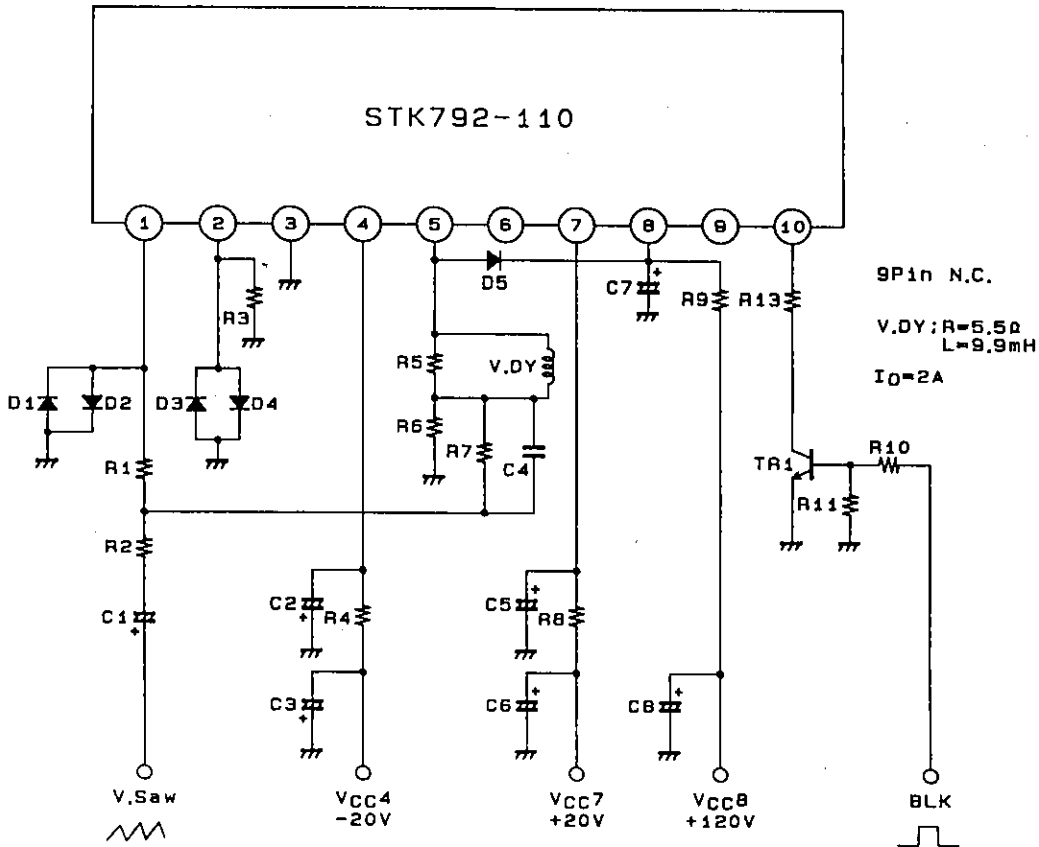 STK792-110
1 2 3 4 5 6 7 8 9 10
D5
C7
R9
R13
9Pin N.C.
V.DY; R=5.5Ω
L=9.9mH
IO=2A
R3
R5
V.DY
D1
D2
D3
D4
R6
R7
C4
R1
TR1
R10
R11
R2
C1
C2
R4
C5
R8
C3
C6
C8
V.Saw
VCC4
-20V
VCC7
+20V
VCC8
+120V
BLK